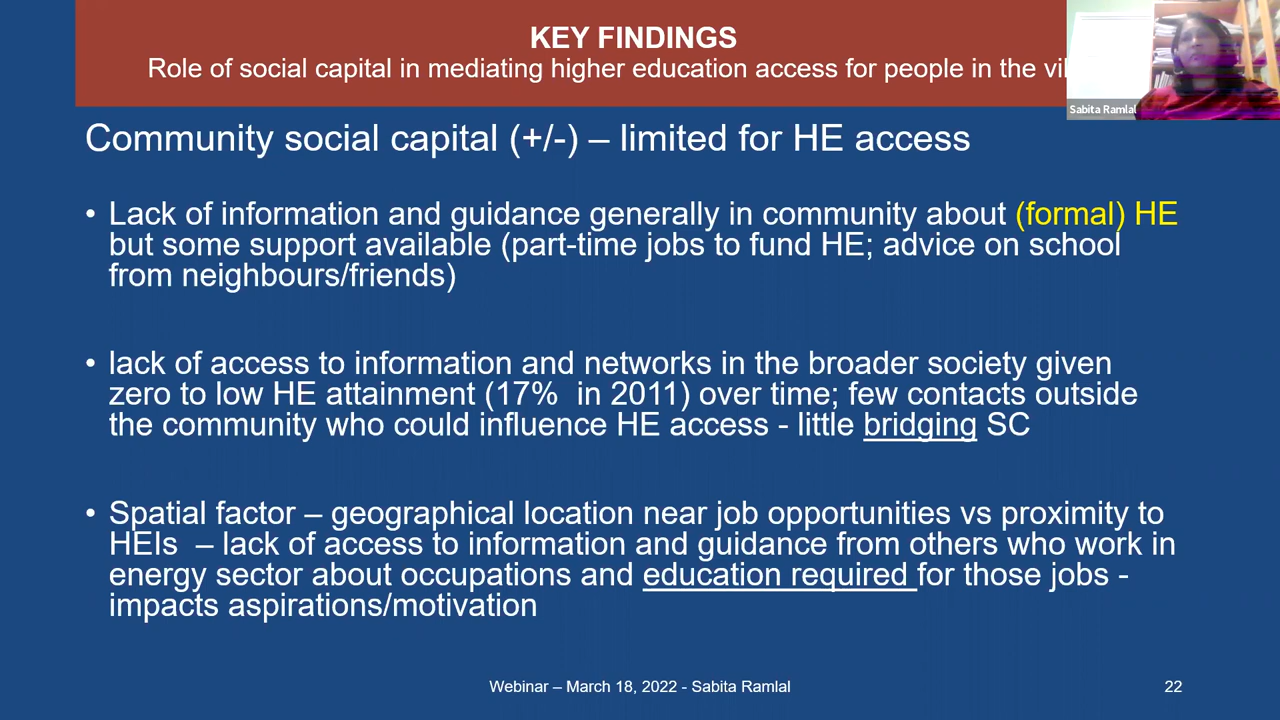 KEY FINDINGS
Role of social capital in mediating higher education access for people in the
Sabita Ramlal
Community social capital (+/-) – limited for HE access
• Lack of information and guidance generally in community about (formal) HE
but some support available (part-time jobs to fund HE; advice on school
from neighbours/friends)
• lack of access to information and networks in the broader society given
zero to low HE attainment (17%  in 2011) over time; few contacts outside
the community who could influence HE access - little bridging SC
• Spatial factor – geographical location near job opportunities vs proximity to
HEIs  – lack of access to information and guidance from others who work in
energy sector about occupations and education required for those jobs -
impacts aspirations/motivation
Webinar – March 18, 2022 - Sabita Ramlal
22